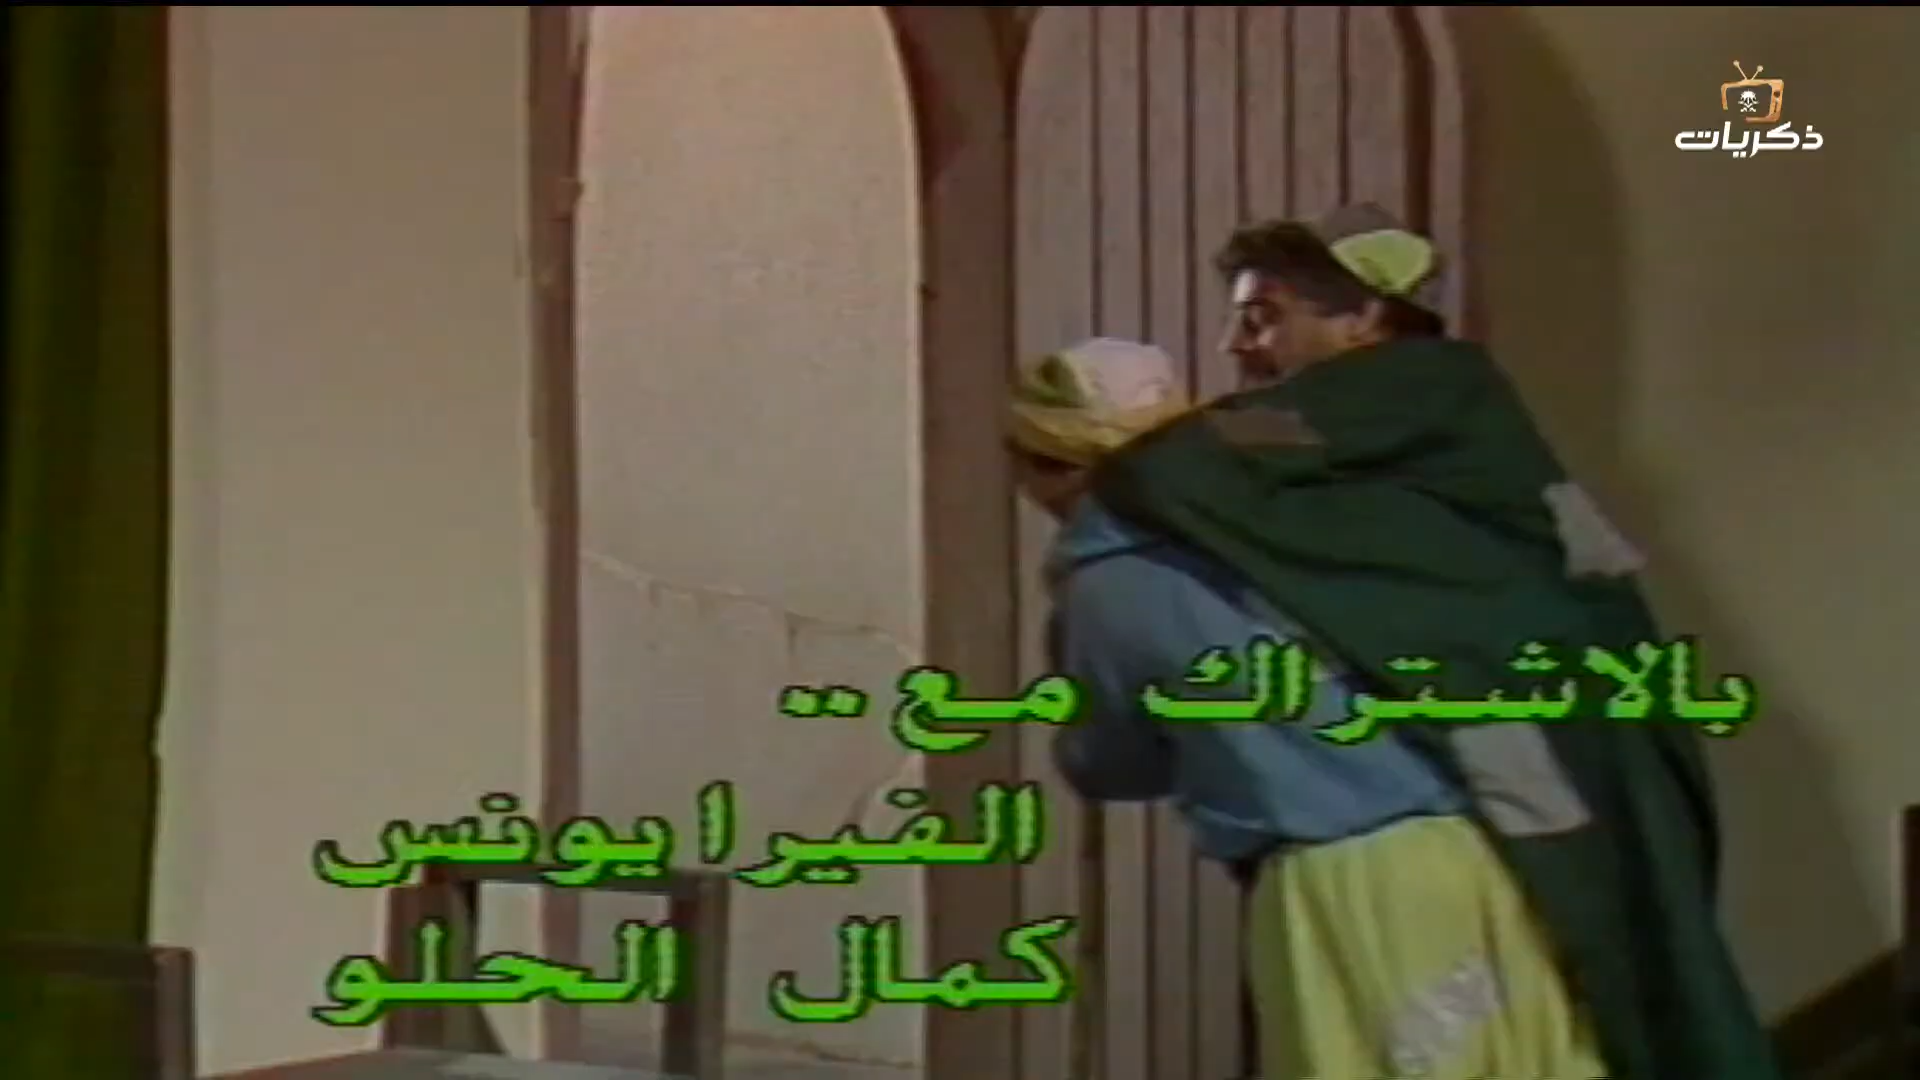 ذكريات
بالاشتراك مع..
الفيرا يونس
كمال الحلو